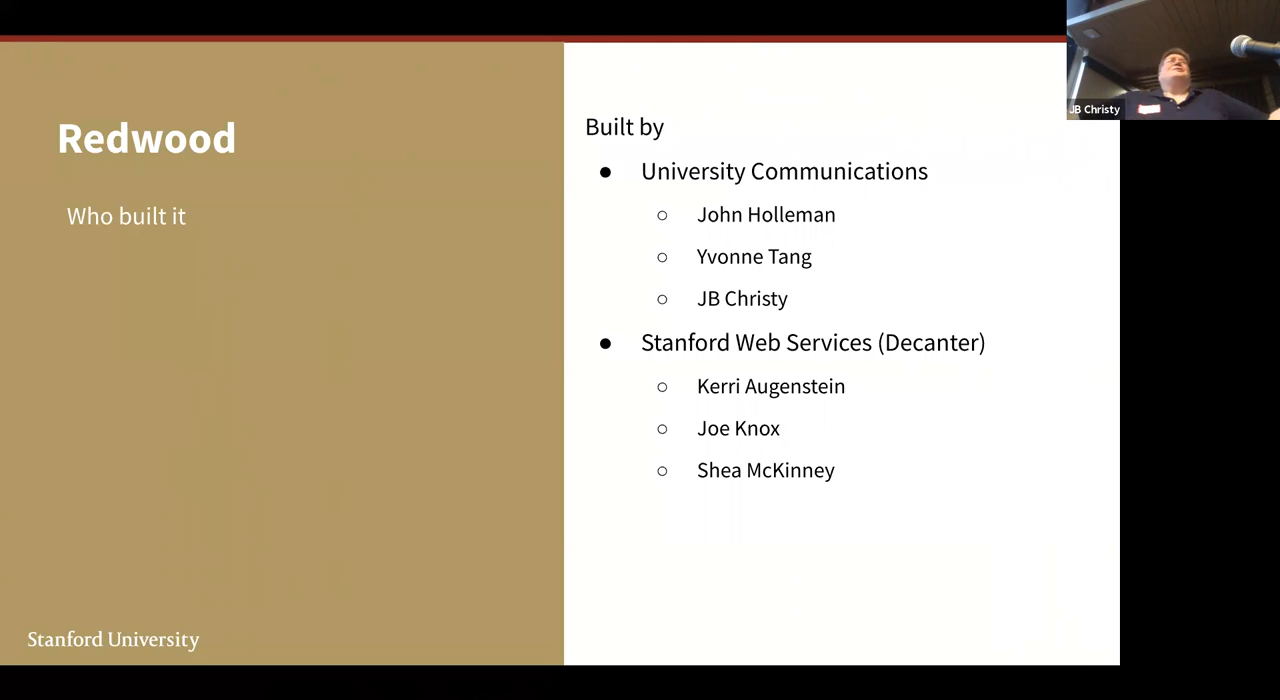 Redwood
Who built it
Stanford University
Built by
● University Communications
○ John Holleman
○ Yvonne Tang
○ JB Christy
● Stanford Web Services (Decanter)
○ Kerri Augenstein
○ Joe Knox
○ Shea McKinney
JB Christy